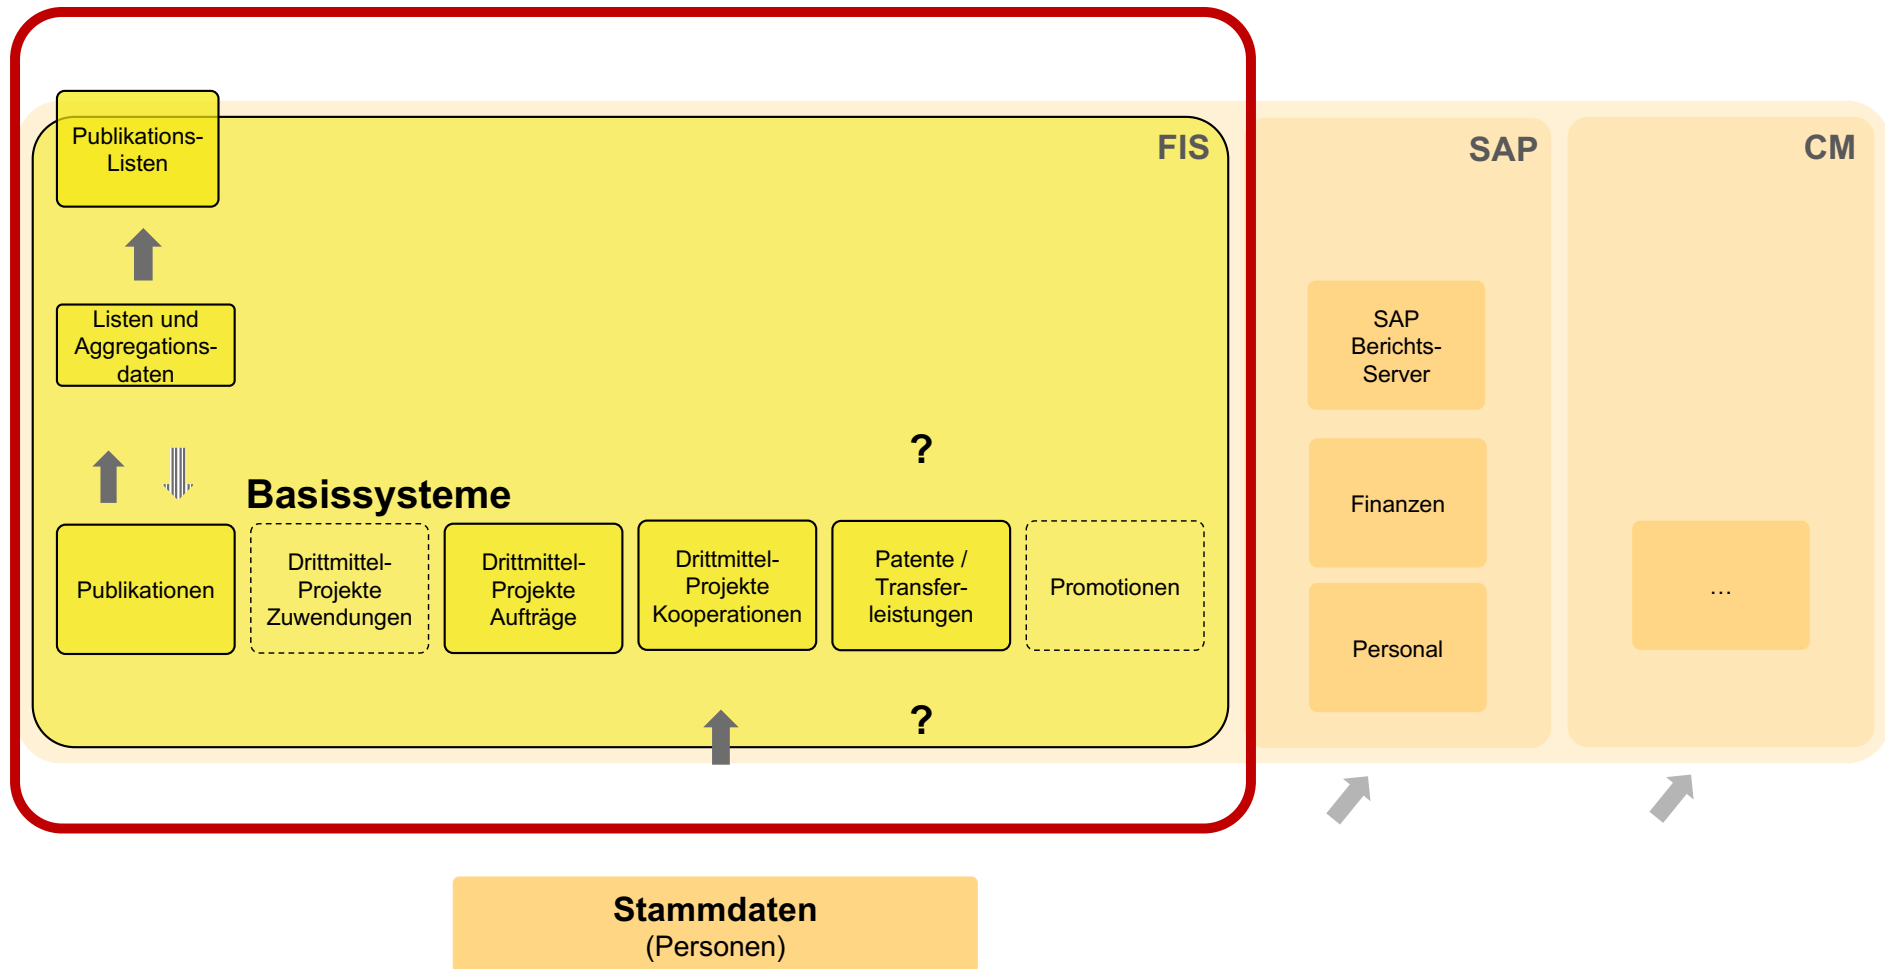 Publikations-
Listen
FIS
SAP
CM
Listen und
Aggregations-
daten
SAP
Berichts-
Server
?
Basissysteme
Finanzen
Publikationen
Drittmittel-
Projekte
Zuwendungen
Drittmittel-
Projekte
Aufträge
Drittmittel-
Projekte
Kooperationen
Patente /
Transfer-
leistungen
Promotionen
...
Personal
?
Stammdaten
(Personen)